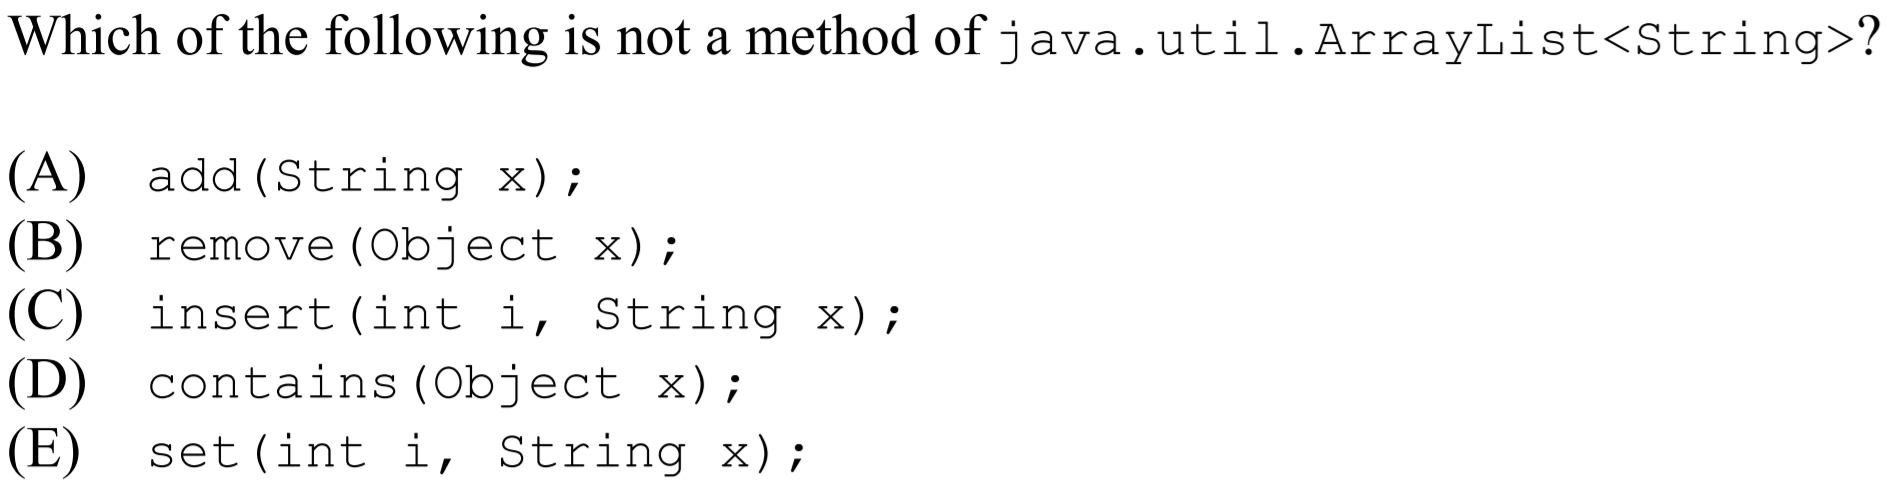 Which of the following is not a method of java.util.ArrayList<String>?
(A) add(String x);
(B) remove(Object x);
(C) insert(int i, String x);
(D) contains(Object x);
(E) set(int i, String x);